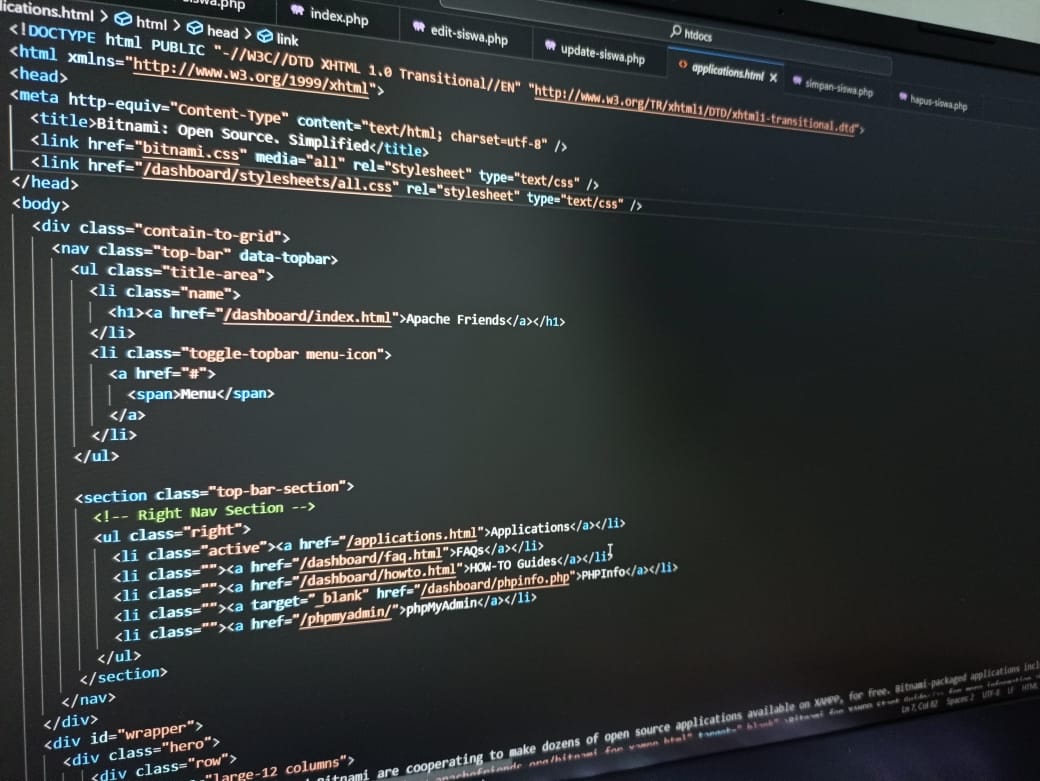 index.php
edit-siswa.php
update-siswa.php
htdocs
applications.html
simpan-siswa.php
hapus-siswa.php
lications.html > html > head > link
<!DOCTYPE html PUBLIC "-//W3C//DTD XHTML 1.0 Transitional//EN" "http://www.w3.org/TR/xhtml1/DTD/xhtml1-transitional.dtd">
<html xmlns="http://www.w3.org/1999/xhtml">
<head>
<meta http-equiv="Content-Type" content="text/html; charset=utf-8" />
<title>Bitnami: Open Source. Simplified</title>
<link href="bitnami.css" media="all" rel="Stylesheet" type="text/css" />
<link href="/dashboard/stylesheets/all.css" rel="stylesheet" type="text/css" />
</head>
<body>
<div class="contain-to-grid">
<nav class="top-bar" data-topbar>
<ul class="title-area">
<li class="name">
<h1><a href="/dashboard/index.html">Apache Friends</a></h1>
</li>
<li class="toggle-topbar menu-icon">
<a href="#">
<span>Menu</span>
</a>
</li>
</ul>
<section class="top-bar-section">
<!-- Right Nav Section -->
<ul class="right">
<li class="active"><a href="/applications.html">Applications</a></li>
<li class=""><a href="/dashboard/faq.html">FAQs</a></li>
<li class=""><a href="/dashboard/howto.html">HOW-TO Guides</a></li>
<li class=""><a target="_blank" href="/dashboard/phpinfo.php">PHPInfo</a></li>
<li class=""><a href="/phpmyadmin/">phpMyAdmin</a></li>
</ul>
</section>
</nav>
</div>
<div id="wrapper">
<div class="hero">
<div class="row">
<div class="large-12 columns">
Bitnami are cooperating to make dozens of open source applications available on XAMPP, for free. Bitnami-packaged applications incl
Ln 7, Col 82 Spaces: 2 UTF-8 LF HTML